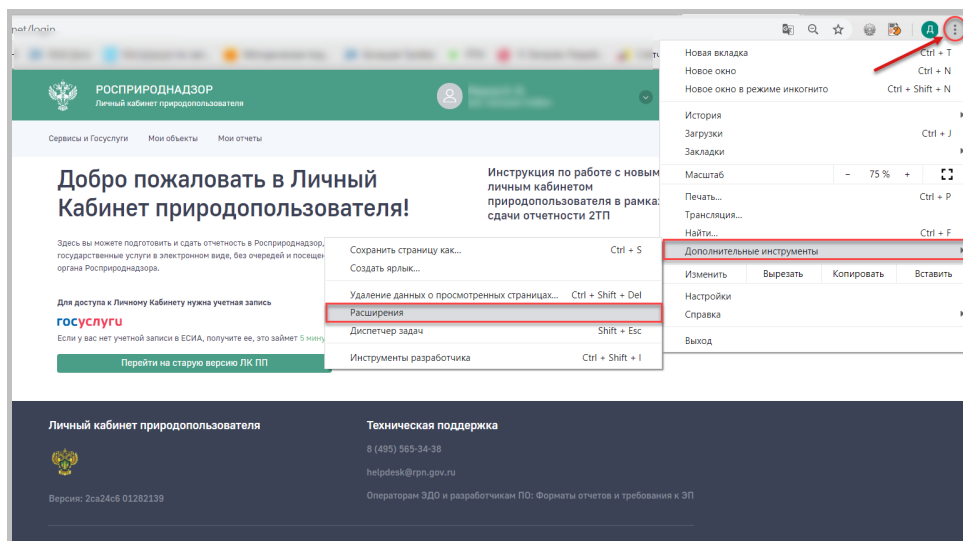 net/login
Д
РОСПРИРОДНАДЗОР
Личный кабинет природопользователя
Сервисы и Госуслуги Мои объекты Мои отчеты
Добро пожаловать в Личный
Кабинет природопользователя!
Инструкция по работе с новым
личным кабинетом
природопользователя в рамка
сдачи отчетности 2ТП
Здесь вы можете подготовить и сдать отчетность в Росприроднадзор,
государственные услуги в электронном виде, без очередей и посещен
органа Росприроднадзора.
Для доступа к Личному Кабинету нужна учетная запись
госуслуги
Если у вас нет учетной записи в ЕСИА, получите ее, это займет 5 мину
Перейти на старую версию ЛК ПП
Новая вкладка Ctrl + T
Новое окно Ctrl + N
Новое окно в режиме инкогнито Ctrl + Shift + N
История
Загрузки Ctrl + J
Закладки
Масштаб - 75 % +
Печать... Ctrl + P
Трансляция...
Найти... Ctrl + F
Дополнительные инструменты
Изменить Вырезать Копировать Вставить
Настройки
Справка
Выход
Сохранить страницу как... Ctrl + S
Создать ярлык...
Удаление данных о просмотренных страницах... Ctrl + Shift + Del
Расширения
Диспетчер задач Shift + Esc
Инструменты разработчика Ctrl + Shift + I
Личный кабинет природопользователя
Версия: 2ca24c6 01282139
Техническая поддержка
8 (495) 565-34-38
helpdesk@rpn.gov.ru
Операторам ЭДО и разработчикам ПО: Форматы отчетов и требования к ЭП